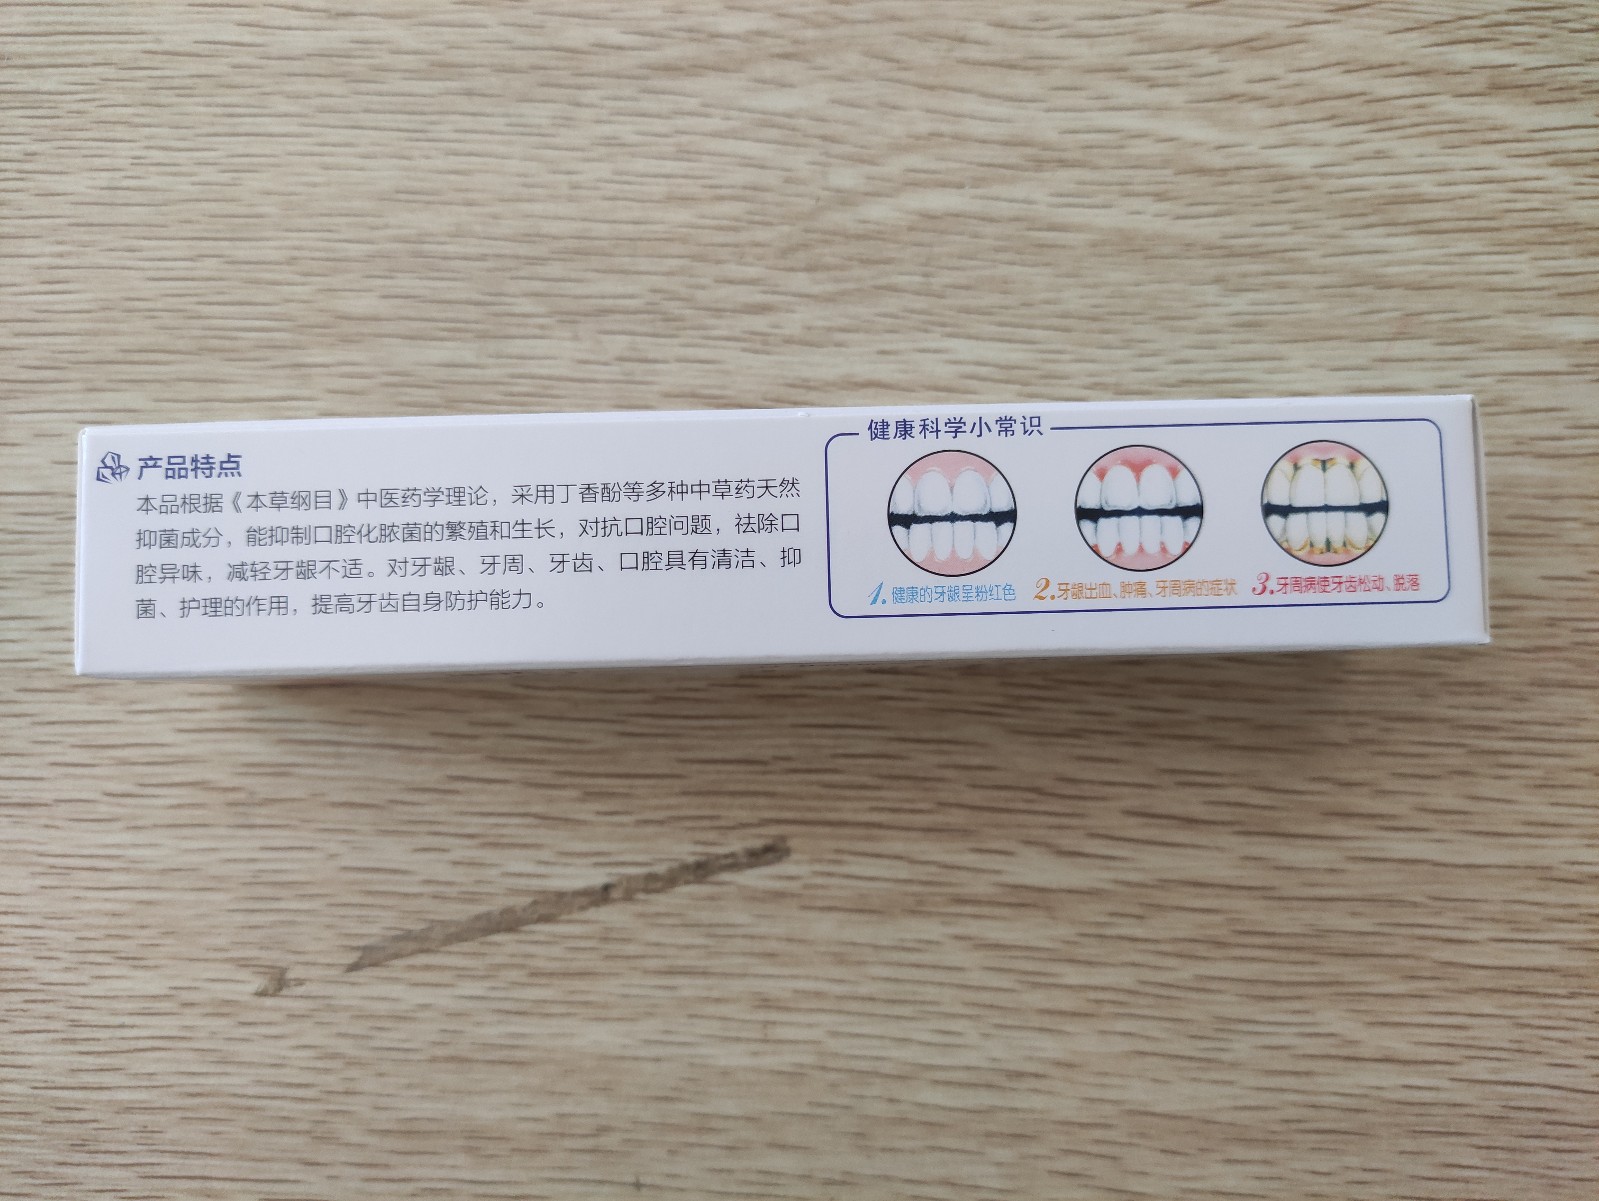 产品特点
本品根据《本草纲目》中医药学理论，采用丁香酚等多种中草药天然
抑菌成分，能抑制口腔化脓菌的繁殖和生长，对抗口腔问题，祛除口
腔异味，减轻牙龈不适。对牙龈、牙周、牙齿、口腔具有清洁、抑
菌、护理的作用，提高牙齿自身防护能力。
健康科学小常识
1.健康的牙龈呈粉红色
2.牙龈出血、肿痛、牙周病的症状
3.牙周病使牙齿松动、脱落